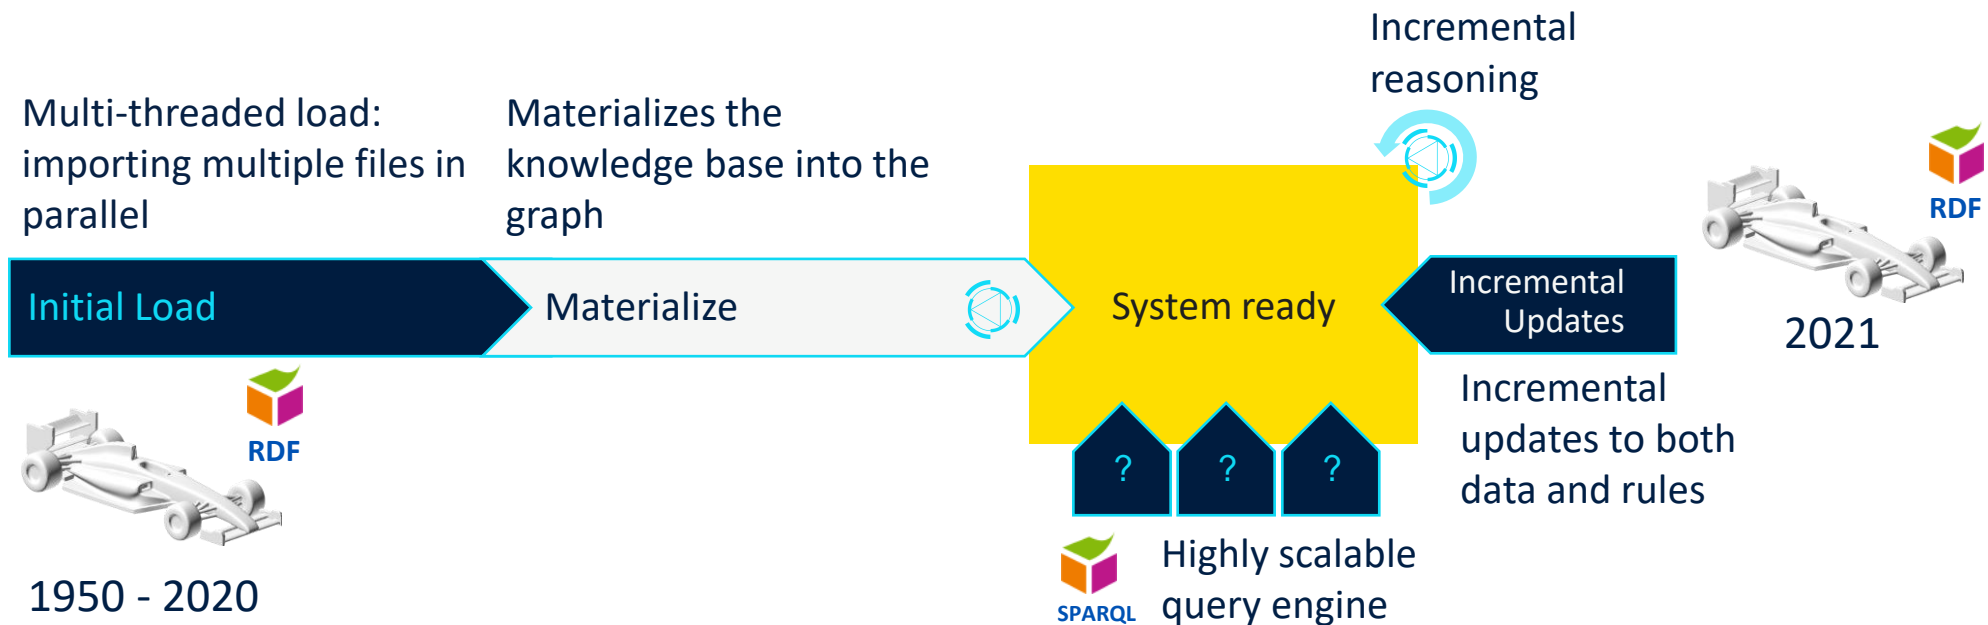 Multi-threaded load:
importing multiple files in
parallel
Materializes the
knowledge base into the
graph
Incremental
reasoning
RDF
Initial Load
Materialize
System ready
Incremental
Updates
2021
RDF
1950 - 2020
?
?
?
SPARQL
Highly scalable
query engine
Incremental
updates to both
data and rules